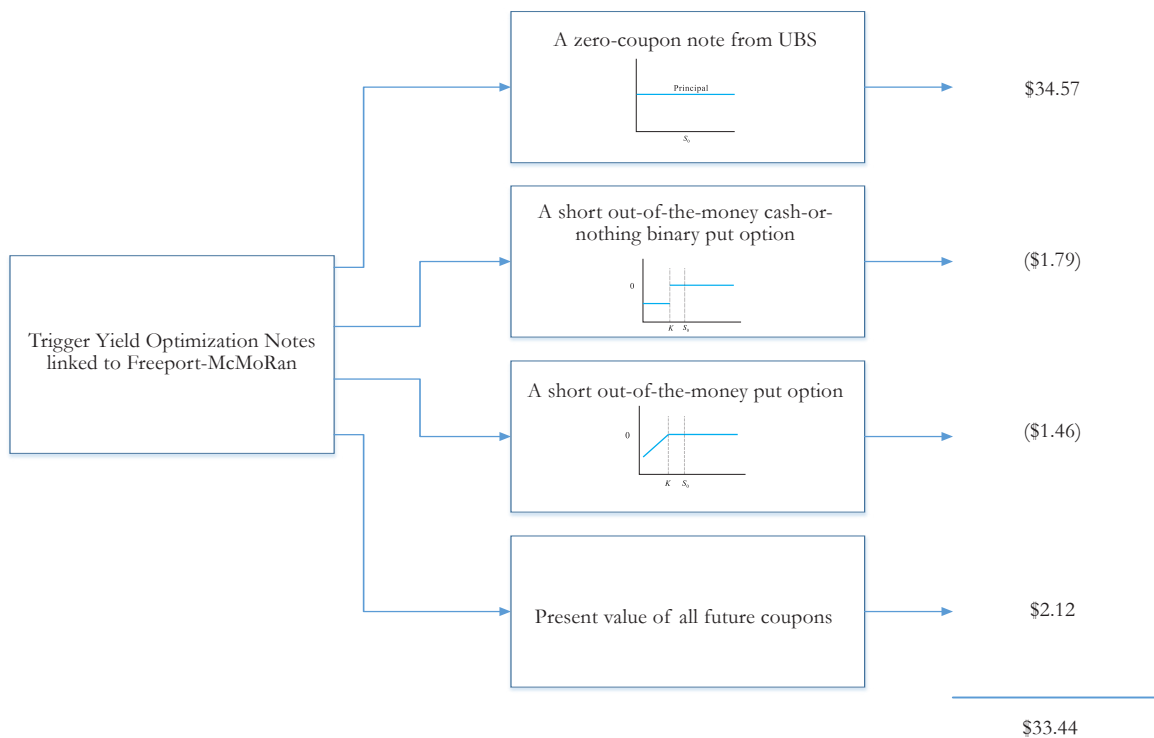 A zero-coupon note from UBS
Principal
S₀
$34.57
A short out-of-the-money cash-or-
nothing binary put option
0
K S₀
($1.79)
Trigger Yield Optimization Notes
linked to Freeport-McMoRan
A short out-of-the-money put option
0
K S₀
($1.46)
Present value of all future coupons
$2.12
$33.44